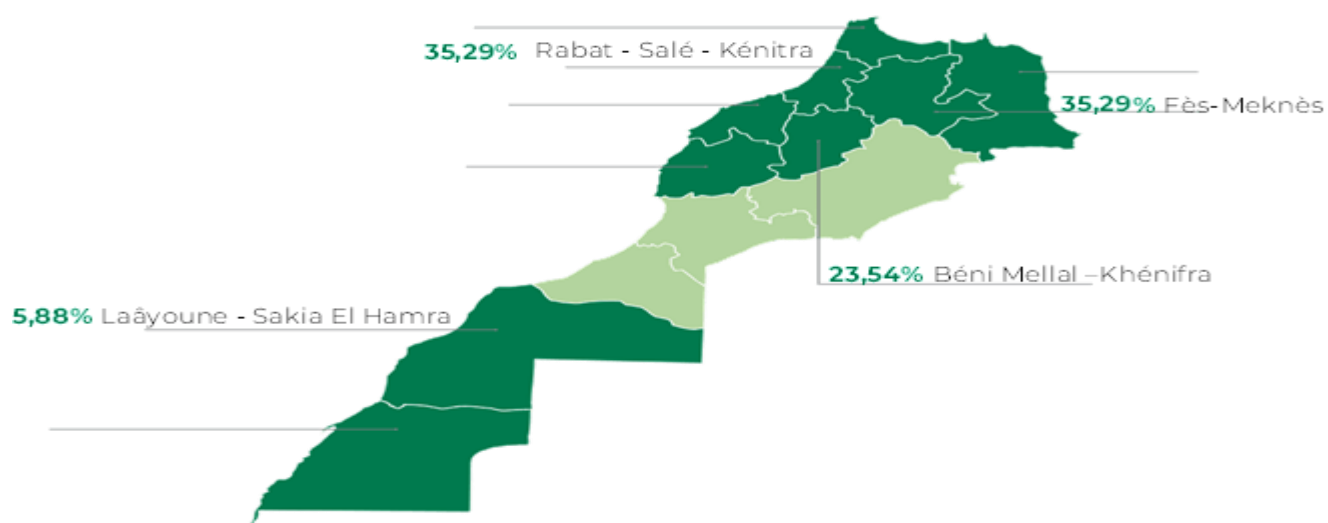 35,29% Rabat - Salé - Kénitra
35,29% Fès-Meknès
23,54% Béni Mellal –Khénifra
5,88% Laâyoune - Sakia El Hamra